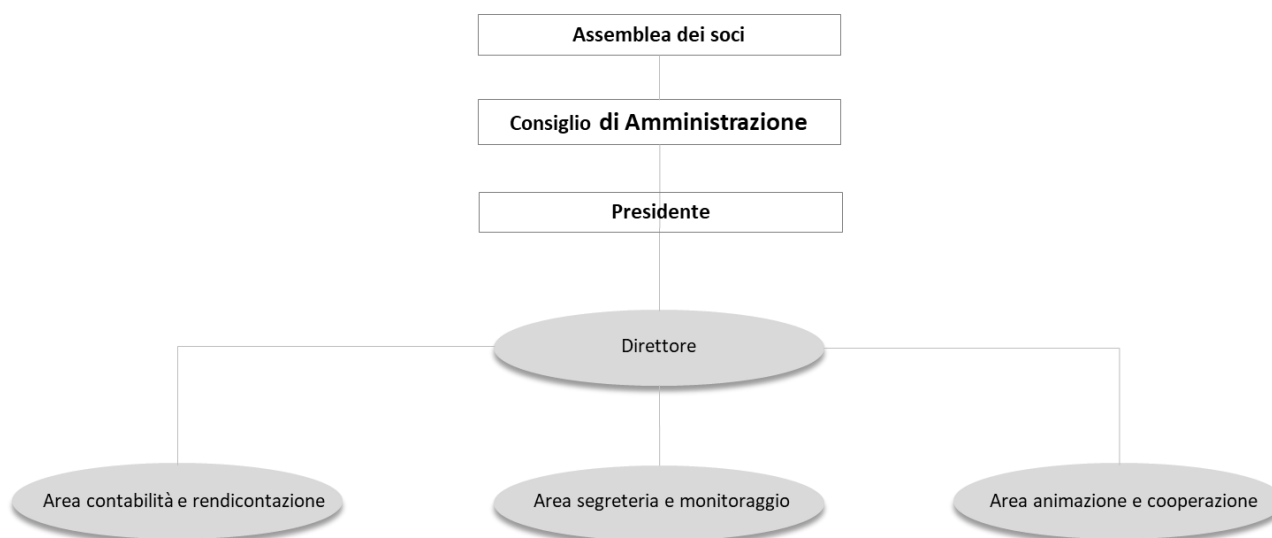 Assemblea dei soci
Consiglio di Amministrazione
Presidente
Direttore
Area contabilità e rendicontazione
Area segreteria e monitoraggio
Area animazione e cooperazione